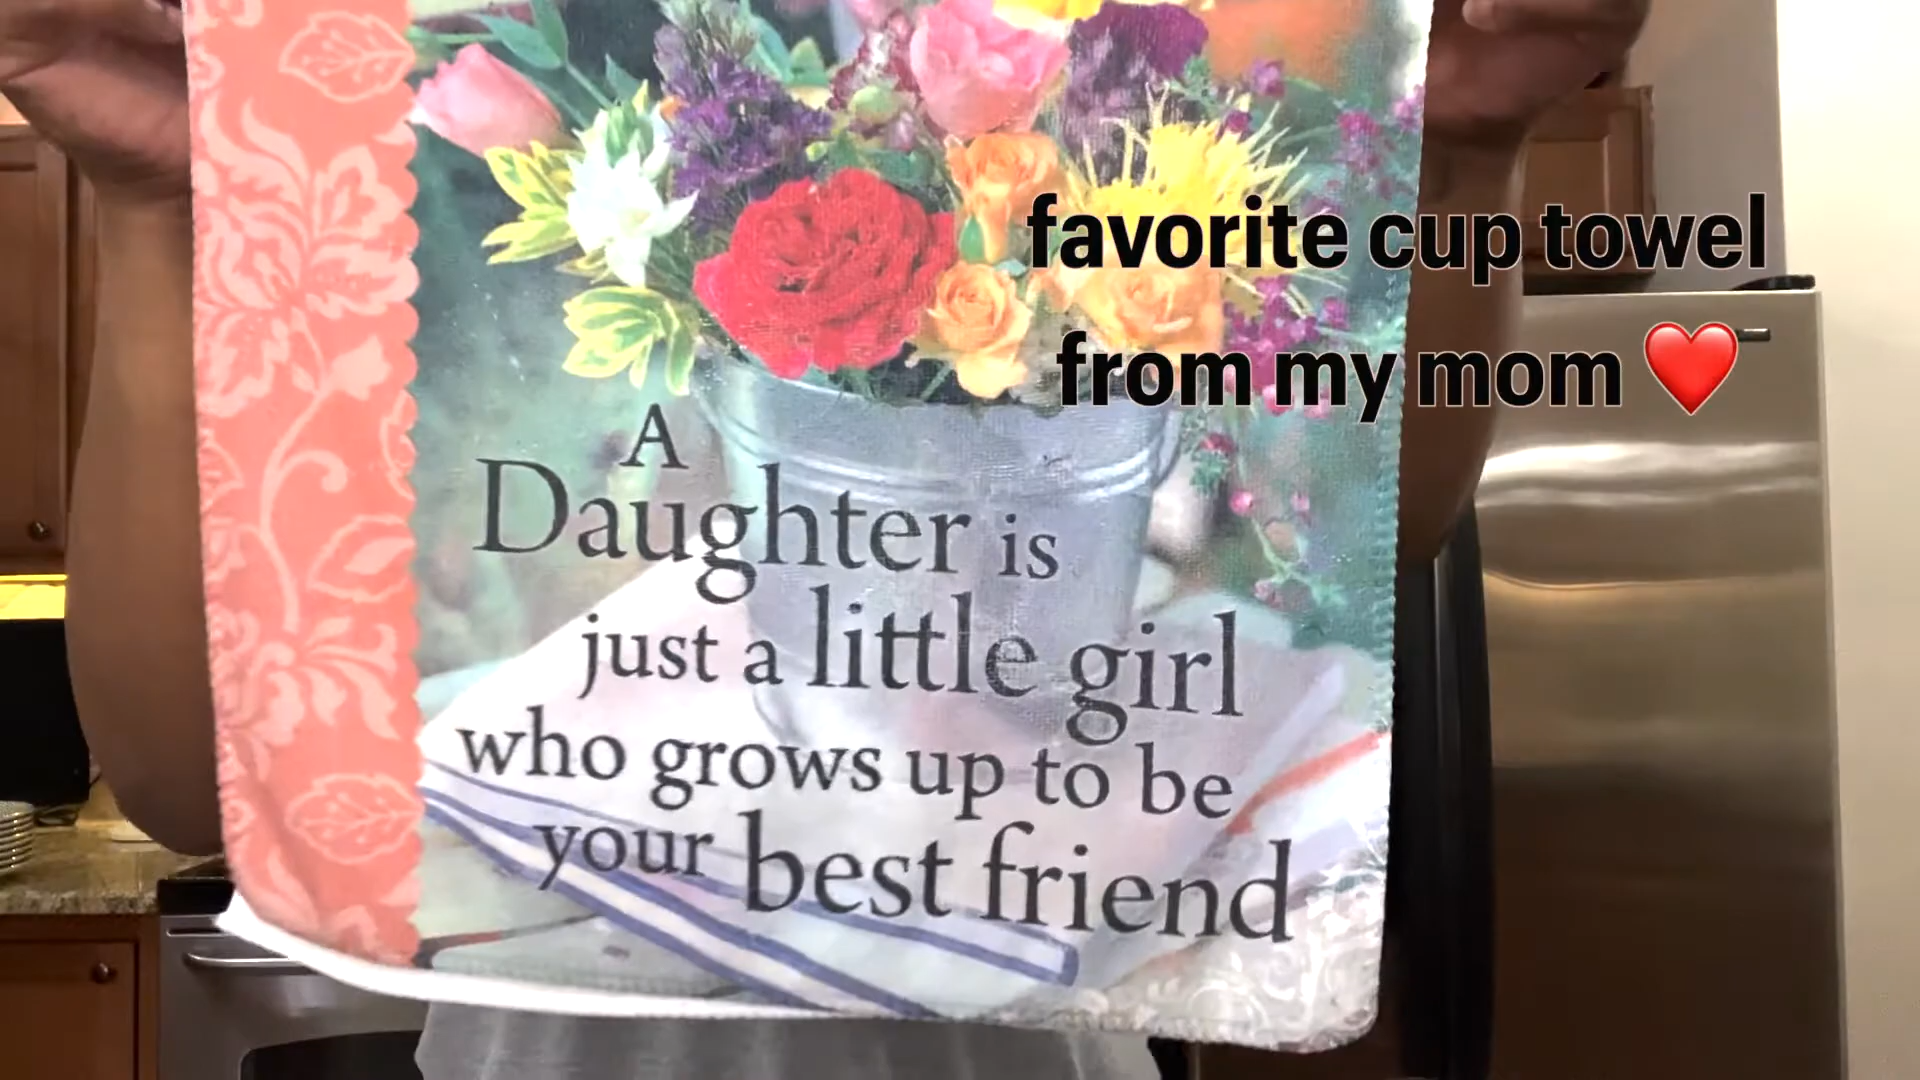 favorite cup towel
from my mom ❤️
A
Daughter is
just a little girl
who grows up to be
your best friend